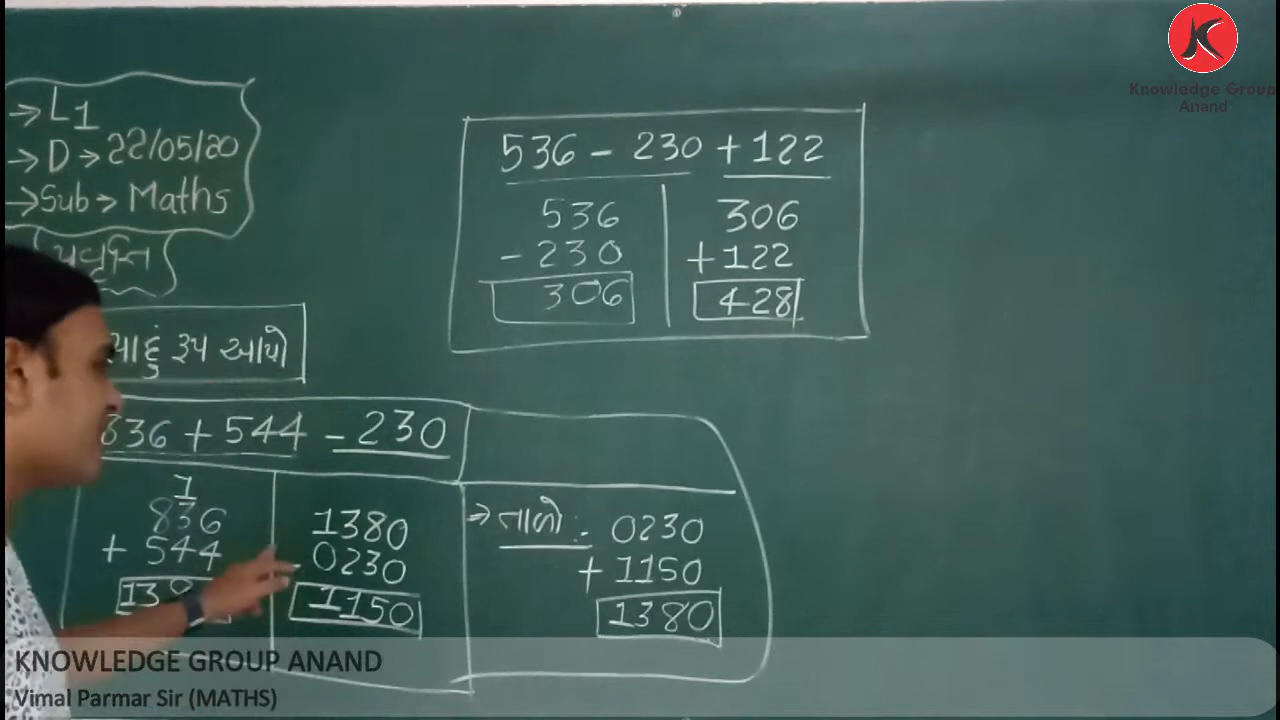 → L1
→ D → 22/05/20
→ Sub → Maths
પ્રવૃત્તિ
સાદું રૂપ આપો
836 + 544 - 230
1
836
+ 544
138
1380
- 0230
1150
→ તાળો :- 0230
+ 1150
1380
536 - 230 + 122
536
- 230
306
306
+ 122
428
Knowledge Group
Anand
KNOWLEDGE GROUP ANAND
Vimal Parmar Sir (MATHS)